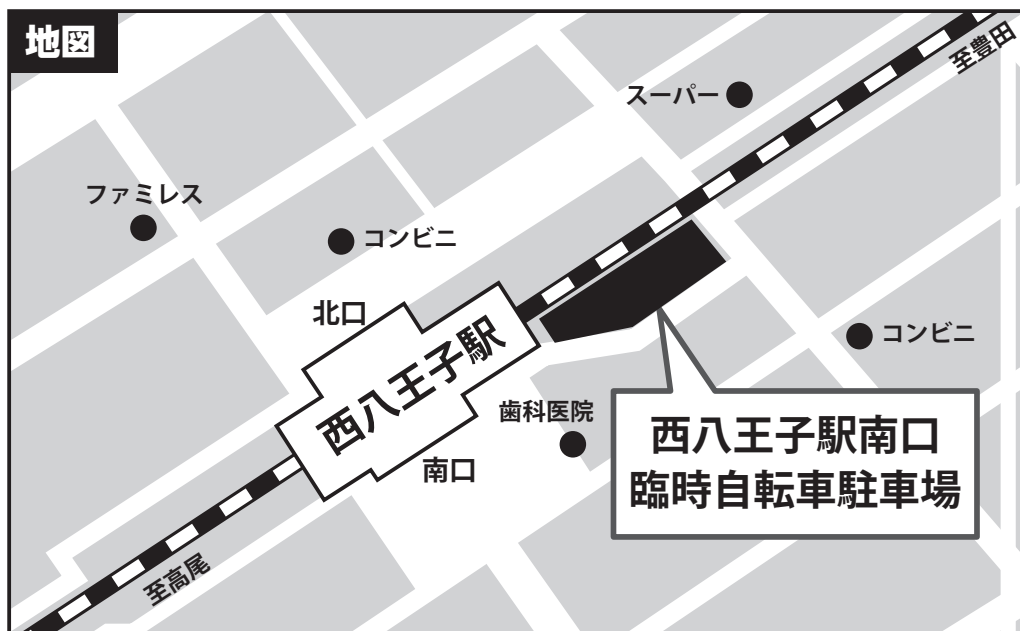 地図
至豊田
スーパー
ファミレス
コンビニ
北口
西八王子駅
コンビニ
歯科医院
南口
西八王子駅南口
臨時自転車駐車場
至高尾